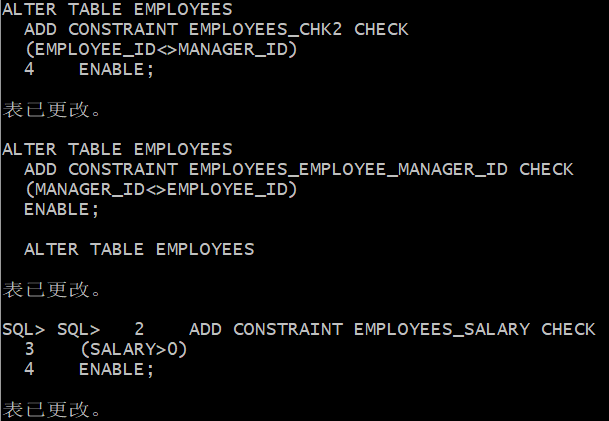 ALTER TABLE EMPLOYEES
  ADD CONSTRAINT EMPLOYEES_CHK2 CHECK
  (EMPLOYEE_ID<>MANAGER_ID)
  4    ENABLE;
表已更改。
ALTER TABLE EMPLOYEES
  ADD CONSTRAINT EMPLOYEES_EMPLOYEE_MANAGER_ID CHECK
  (MANAGER_ID<>EMPLOYEE_ID)
  ENABLE;
  ALTER TABLE EMPLOYEES
表已更改。
SQL> SQL>   2    ADD CONSTRAINT EMPLOYEES_SALARY CHECK
  3    (SALARY>0)
  4    ENABLE;
表已更改。